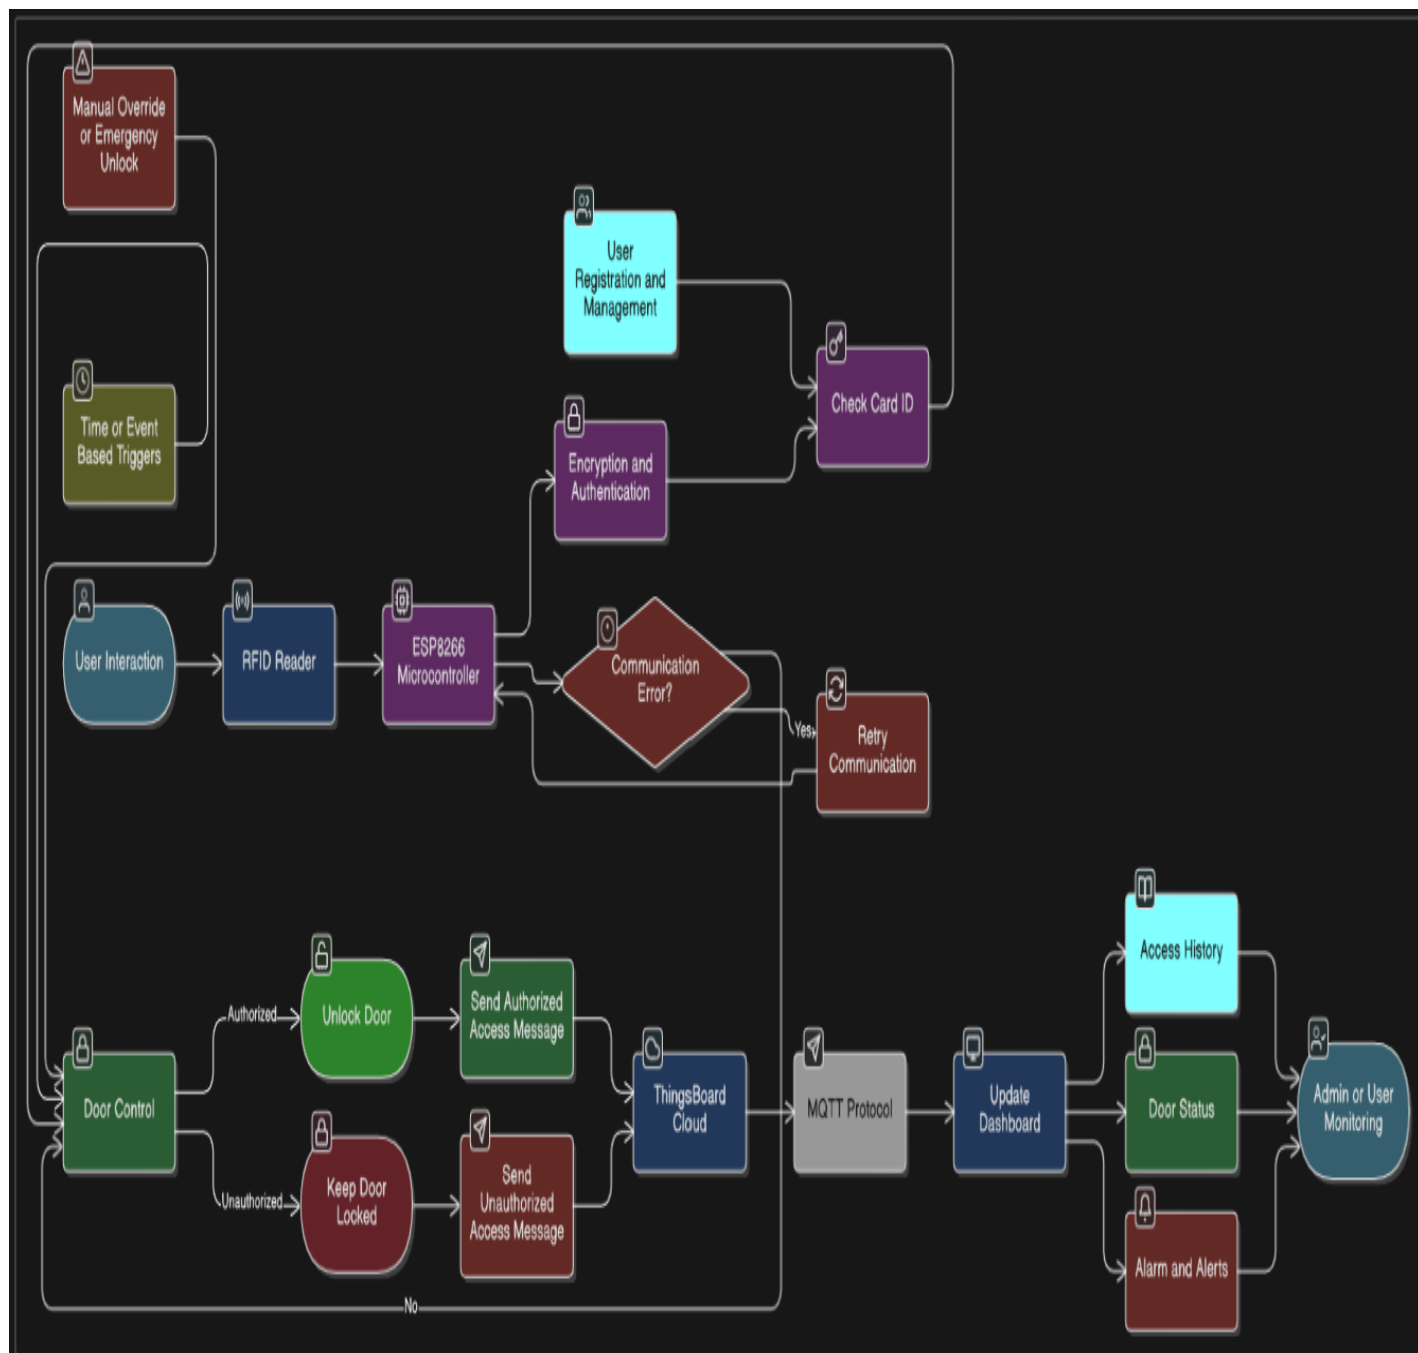 Manual Override
or Emergency
Unlock
User
Registration and
Management
Check Card ID
Time or Event
Based Triggers
Encryption and
Authentication
User Interaction
RFID Reader
ESP8266
Microcontroller
Communication
Error?
Yes
Retry
Communication
Access History
Authorized
Unlock Door
Send Authorized
Access Message
Door Control
ThingsBoard
Cloud
MQTT Protocol
Update
Dashboard
Door Status
Admin or User
Monitoring
Unauthorized
Keep Door
Locked
Send
Unauthorized
Access Message
Alarm and Alerts
No